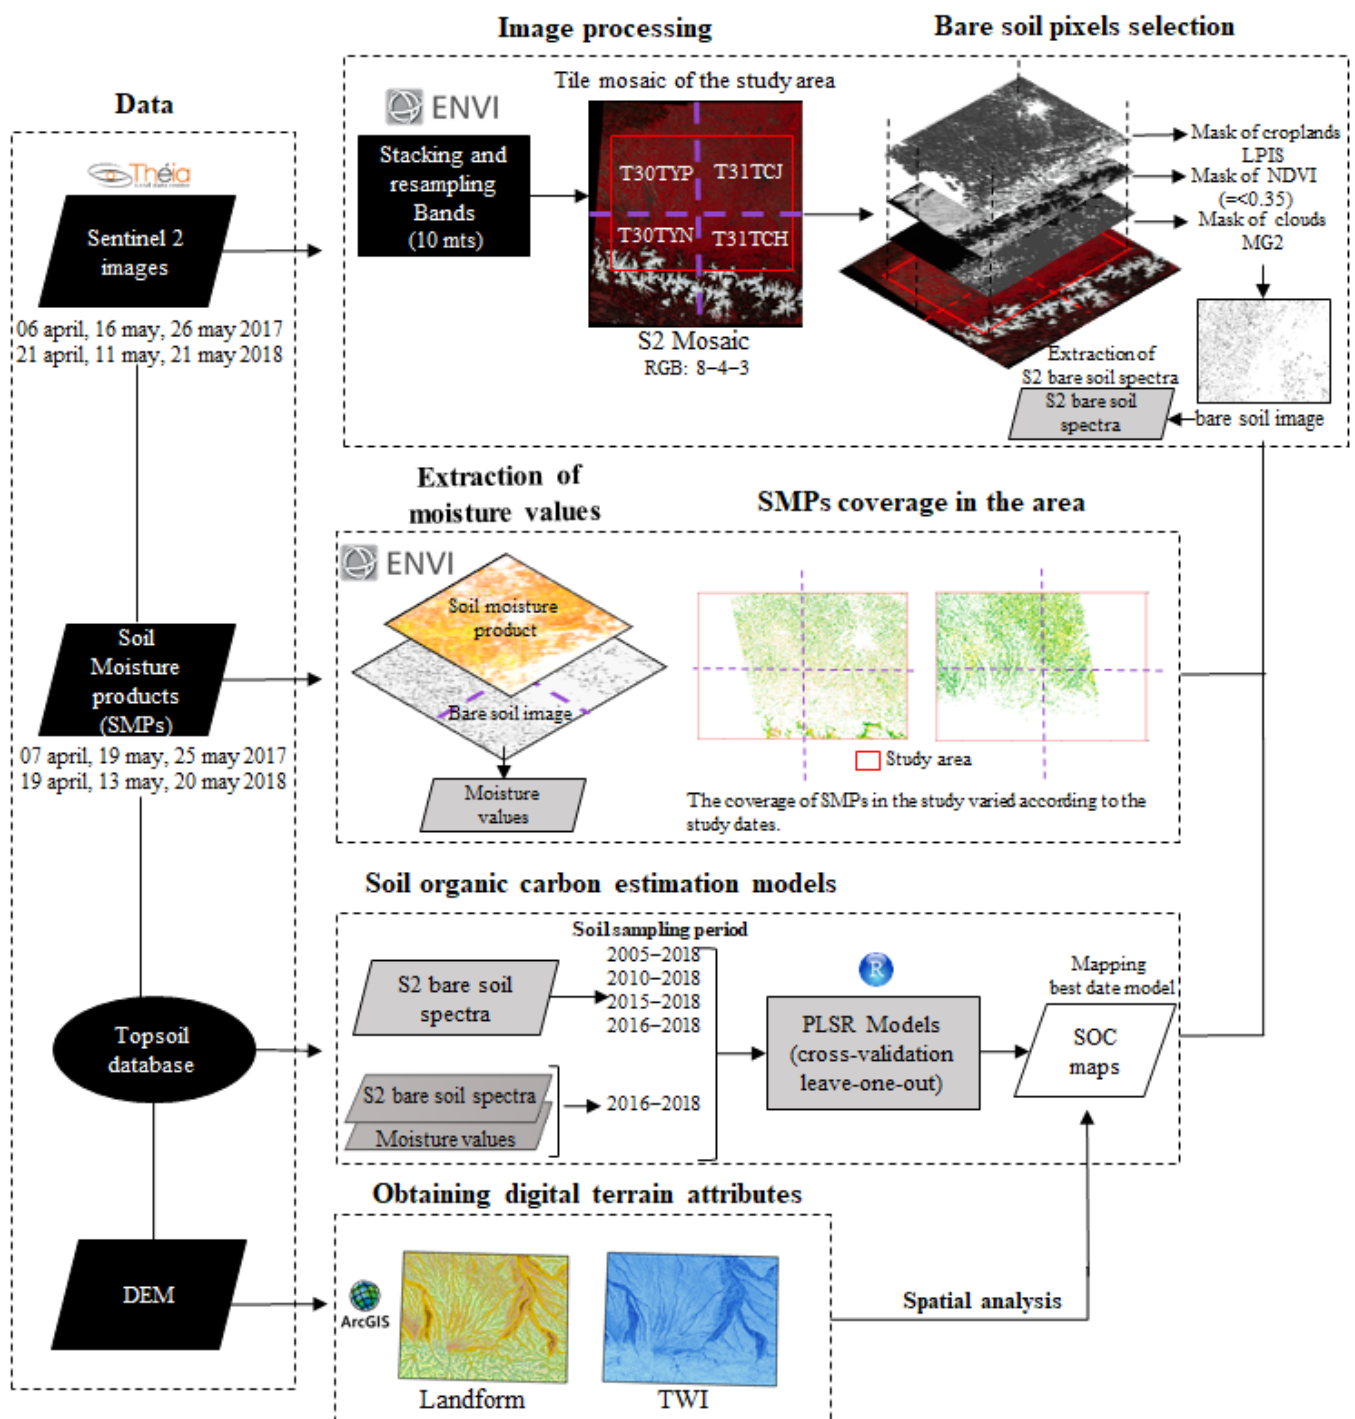 Image processing
Bare soil pixels selection
Data
Théia
Sentinel 2
images
06 april, 16 may, 26 may 2017
21 april, 11 may, 21 may 2018
ENVI
Stacking and
resampling
Bands
(10 mts)
Tile mosaic of the study area
T30TYP
T31TCJ
T30TYN
T31TCH
S2 Mosaic
RGB: 8–4–3
Mask of croplands
LPIS
Mask of NDVI
(=<0.35)
Mask of clouds
MG2
Extraction of
S2 bare soil spectra
S2 bare soil
spectra
bare soil image
Extraction of
moisture values
SMPs coverage in the area
Soil
Moisture
products
(SMPs)
07 april, 19 may, 25 may 2017
19 april, 13 may, 20 may 2018
ENVI
Soil moisture
product
Bare soil image
Moisture
values
Study area
The coverage of SMPs in the study varied according to the
study dates.
Soil organic carbon estimation models
Topsoil
database
S2 bare soil
spectra
S2 bare soil spectra
Moisture values
Soil sampling period
2005–2018
2010–2018
2015–2018
2016–2018
2016–2018
R
PLSR Models
(cross-validation
leave-one-out)
Mapping
best date model
SOC
maps
Obtaining digital terrain attributes
DEM
ArcGIS
Landform
TWI
Spatial analysis